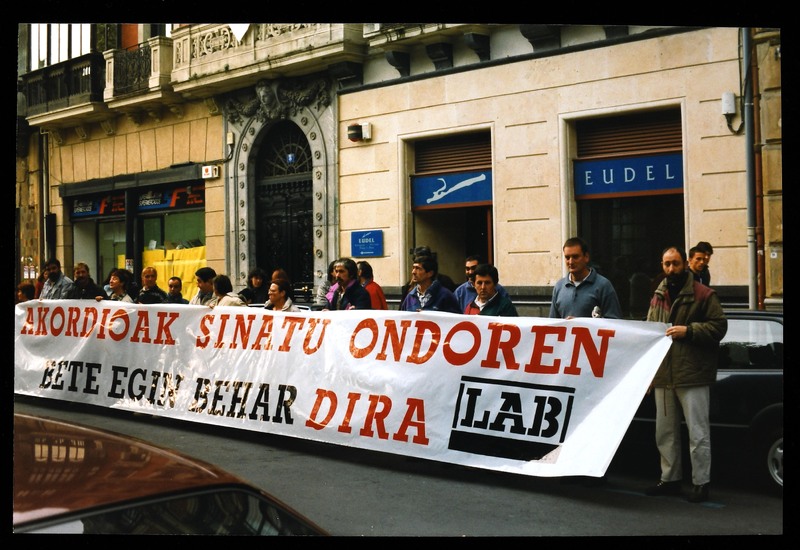 EUDEL
EUDEL
AKORDIOAK SINATU ONDOREN
BETE EGIN BEHAR DIRA
LAB